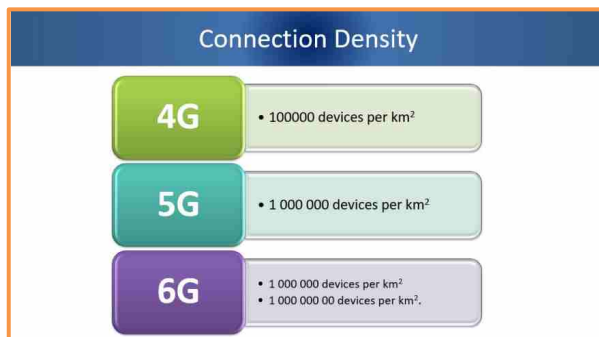 Connection Density
4G
• 100000 devices per km²
5G
• 1 000 000 devices per km²
6G
• 1 000 000 devices per km²
• 1 000 000 00 devices per km².